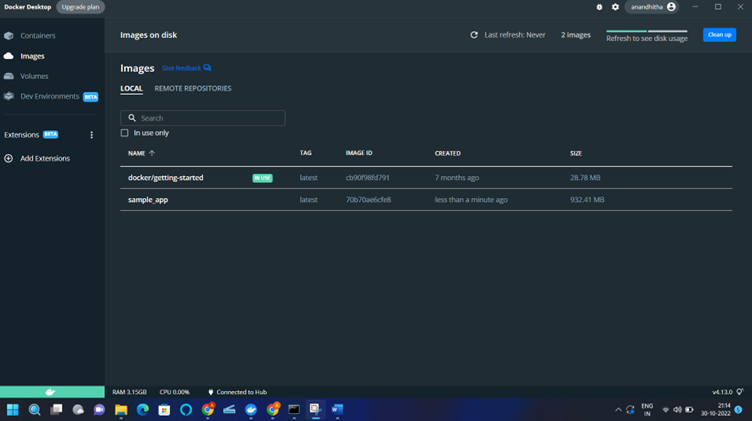 Docker Desktop Upgrade plan anandhitha
Containers
Images
Volumes
Dev Environments BETA
Extensions BETA
Add Extensions
Images on disk Last refresh: Never 2 images Refresh to see disk usage Clean up
Images Give feedback
LOCAL REMOTE REPOSITORIES
Search
In use only
NAME TAG IMAGE ID CREATED SIZE
docker/getting-started IN USE latest cb90f98fd791 7 months ago 28.78 MB
sample_app latest 70b70ae6cfe8 less than a minute ago 932.41 MB
RAM 3.15GB CPU 0.00% Connected to Hub v4.13.0
ENG 21:14
IN 30-10-2022